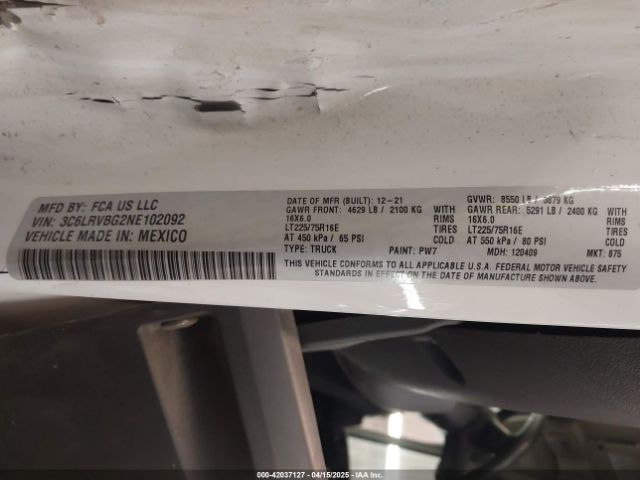 MFD BY: FCA US LLC
VIN: 3C6LRVBG2NE102092
VEHICLE MADE IN: MEXICO
DATE OF MFR (BUILT): 12-21
GVWR: 8550 LB / 3879 KG
GAWR FRONT: 4629 LB / 2100 KG WITH
16X6.0 RIMS
LT225/75R16E TIRES
AT 450 kPa / 65 PSI COLD
GAWR REAR: 5291 LB / 2400 KG WITH
16X6.0 RIMS
LT225/75R16E TIRES
AT 550 kPa / 80 PSI COLD
TYPE: TRUCK PAINT: PW7 MDH: 120409 MKT: 875
THIS VEHICLE CONFORMS TO ALL APPLICABLE U.S.A. FEDERAL MOTOR VEHICLE SAFETY
STANDARDS IN EFFECT ON THE DATE OF MANUFACTURE SHOWN ABOVE.
000-42037127 - 04/15/2025 - COPYRIGHT IAA, LLC.